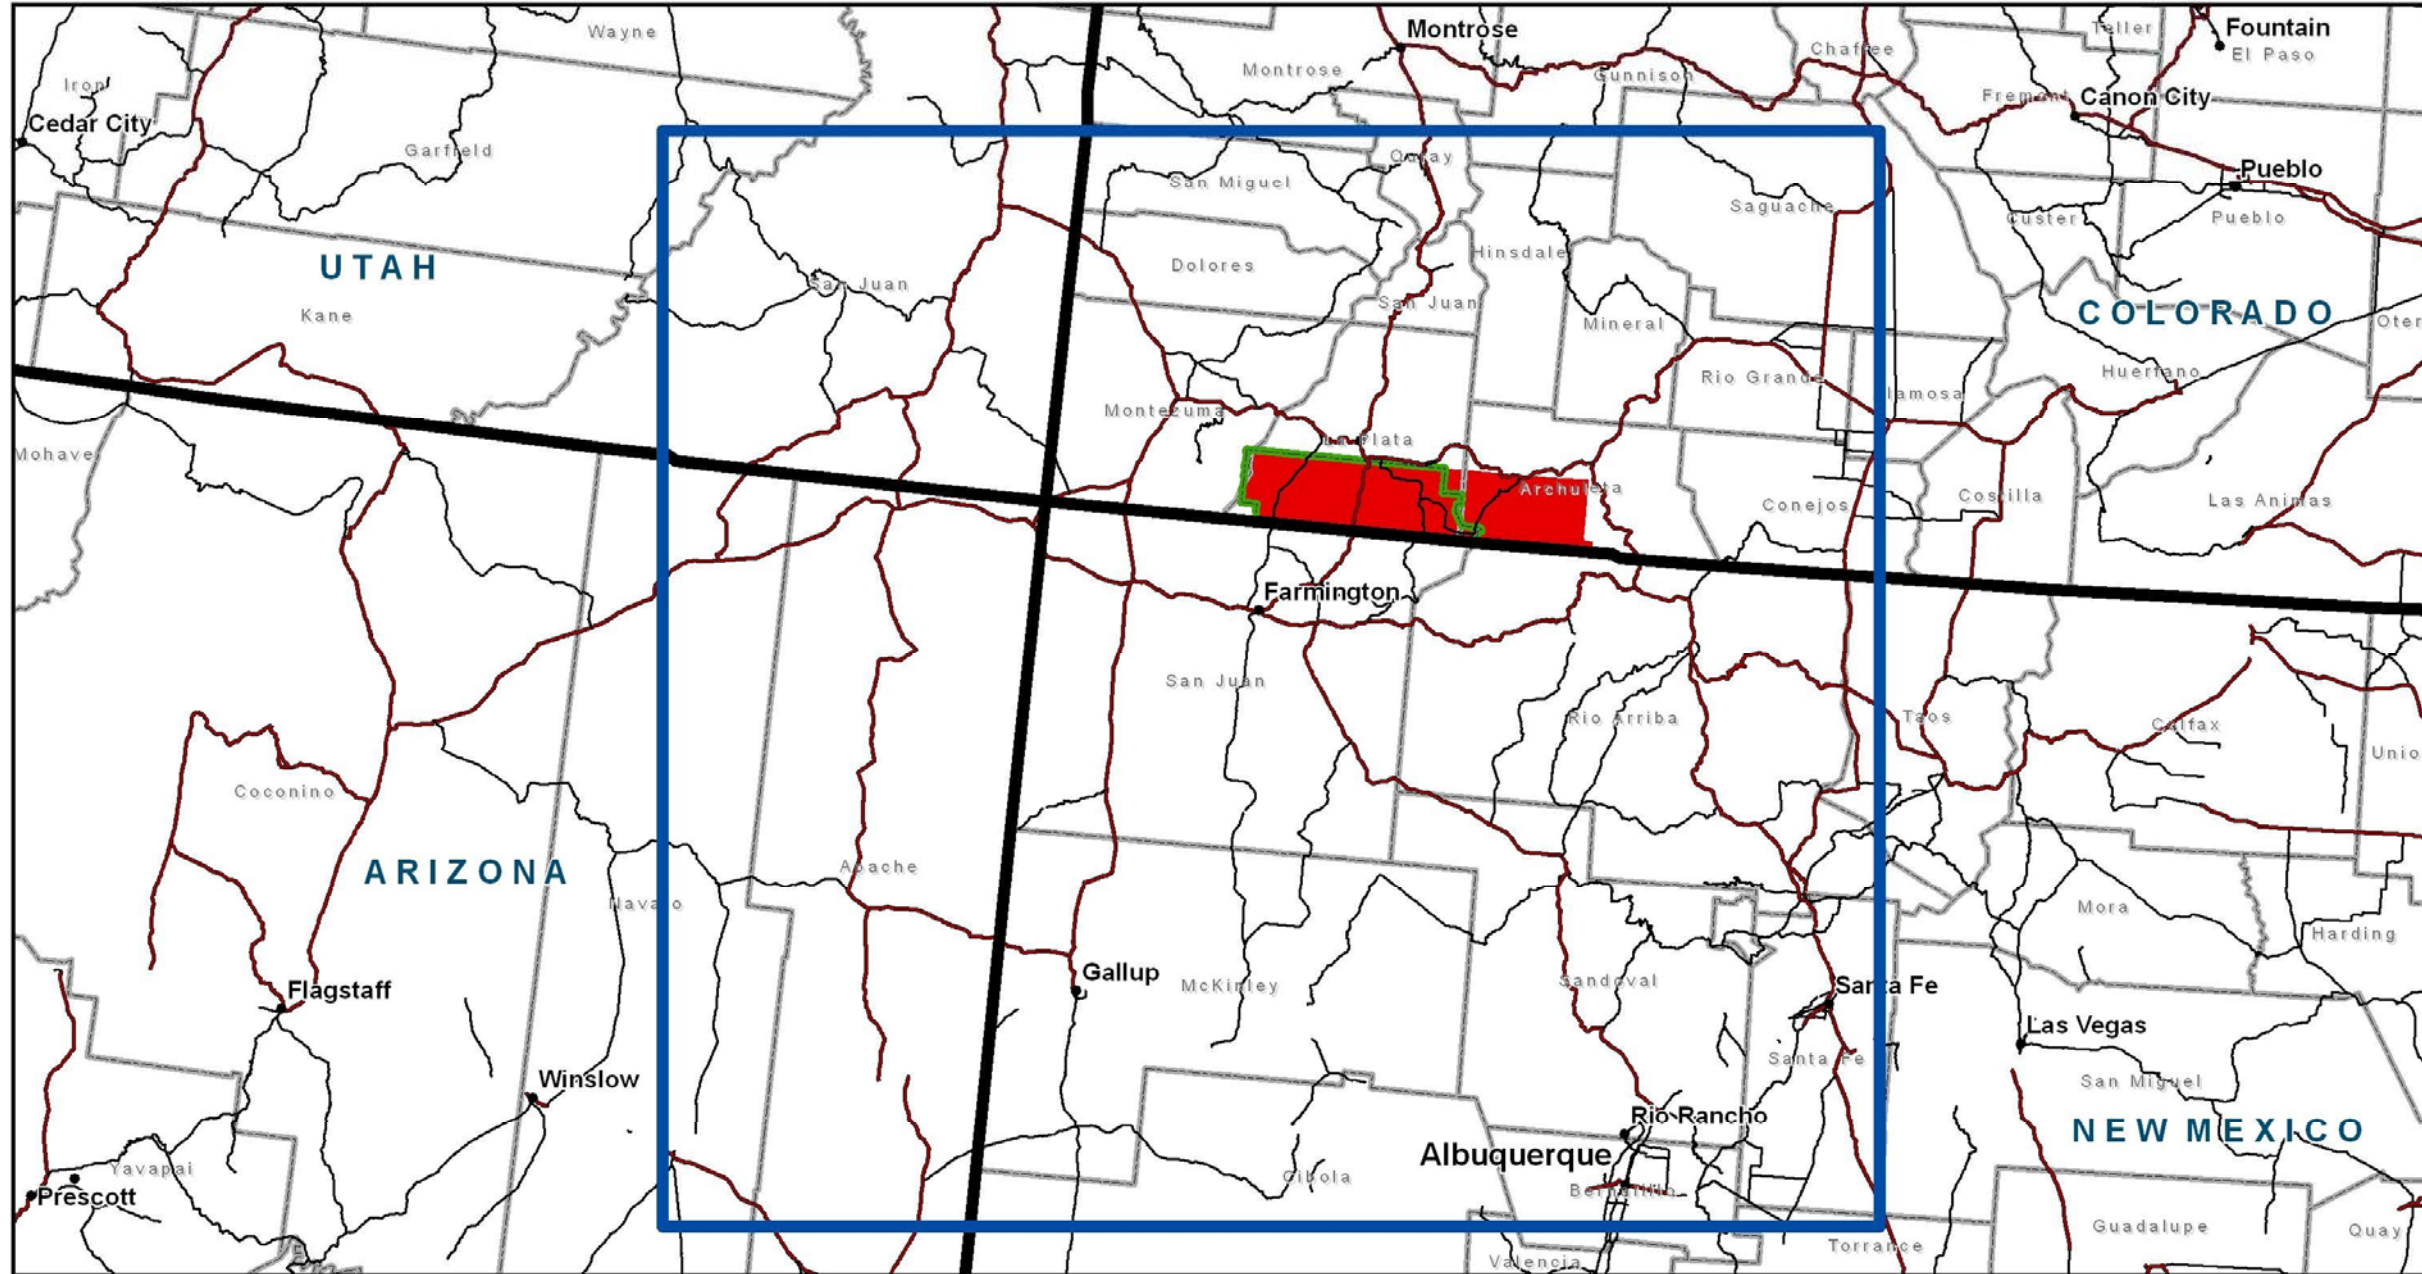 Wayne
Montrose
Teller
Fountain
El Paso
Chaffee
Iron
Montrose
Gunnison
Fremont
Canon City
Cedar City
Garfield
Ouray
Pueblo
San Miguel
Saguache
Custer
Pueblo
UTAH
Hinsdale
Dolores
San Juan
San Juan
Kane
Mineral
COLORADO
Oter
Rio Grande
Huerfano
lamosa
Montezuma
La Plata
Mohave
Archuleta
Conejos
Costilla
Las Animas
Farmington
San Juan
Rio Arriba
Taos
Colfax
Unio
Coconino
ARIZONA
Apache
Navajo
Mora
Harding
Flagstaff
Gallup
McKinley
Sandoval
Santa Fe
Las Vegas
Santa Fe
Winslow
San Miguel
Rio Rancho
NEW MEXICO
Albuquerque
Yavapai
Cibola
Bernalillo
Prescott
Guadalupe
Quay
Torrance
Valencia